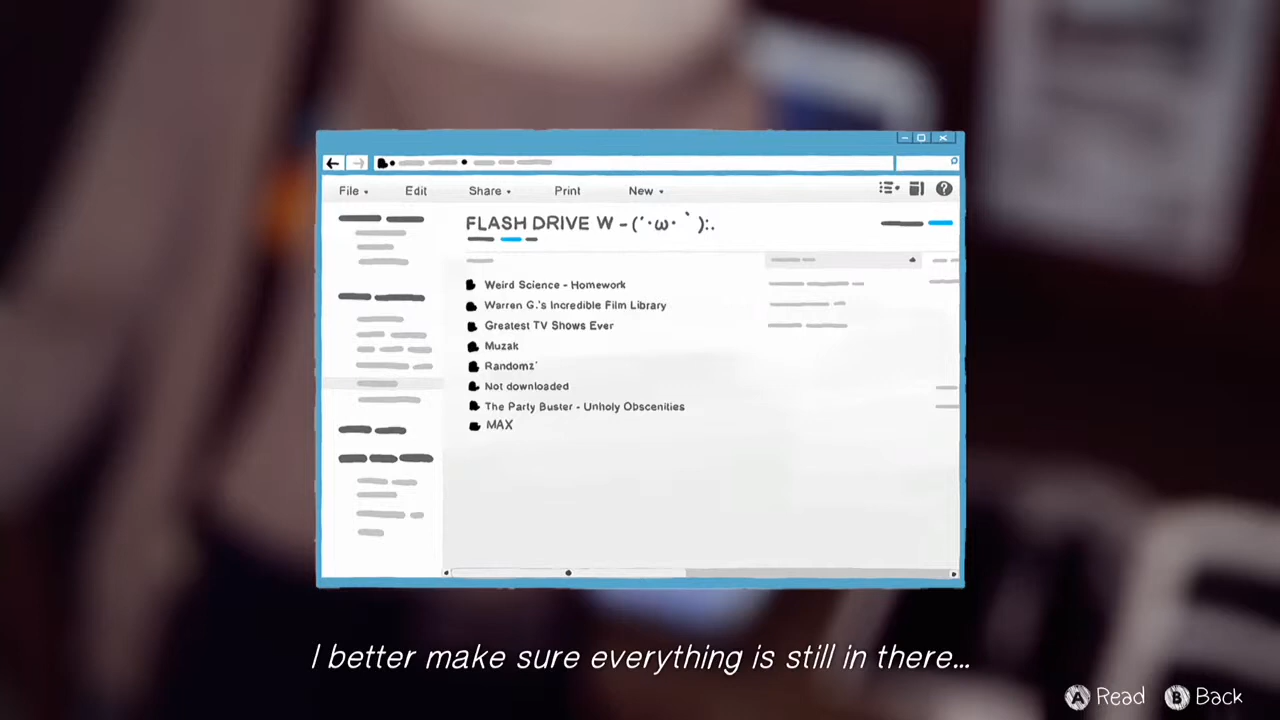 File Edit Share Print New
FLASH DRIVE W -(´･ω･｀):.
Weird Science - Homework
Warren G.'s Incredible Film Library
Greatest TV Shows Ever
Muzak
Randomz'
Not downloaded
The Party Buster - Unholy Obscenities
MAX
I better make sure everything is still in there...
A Read B Back